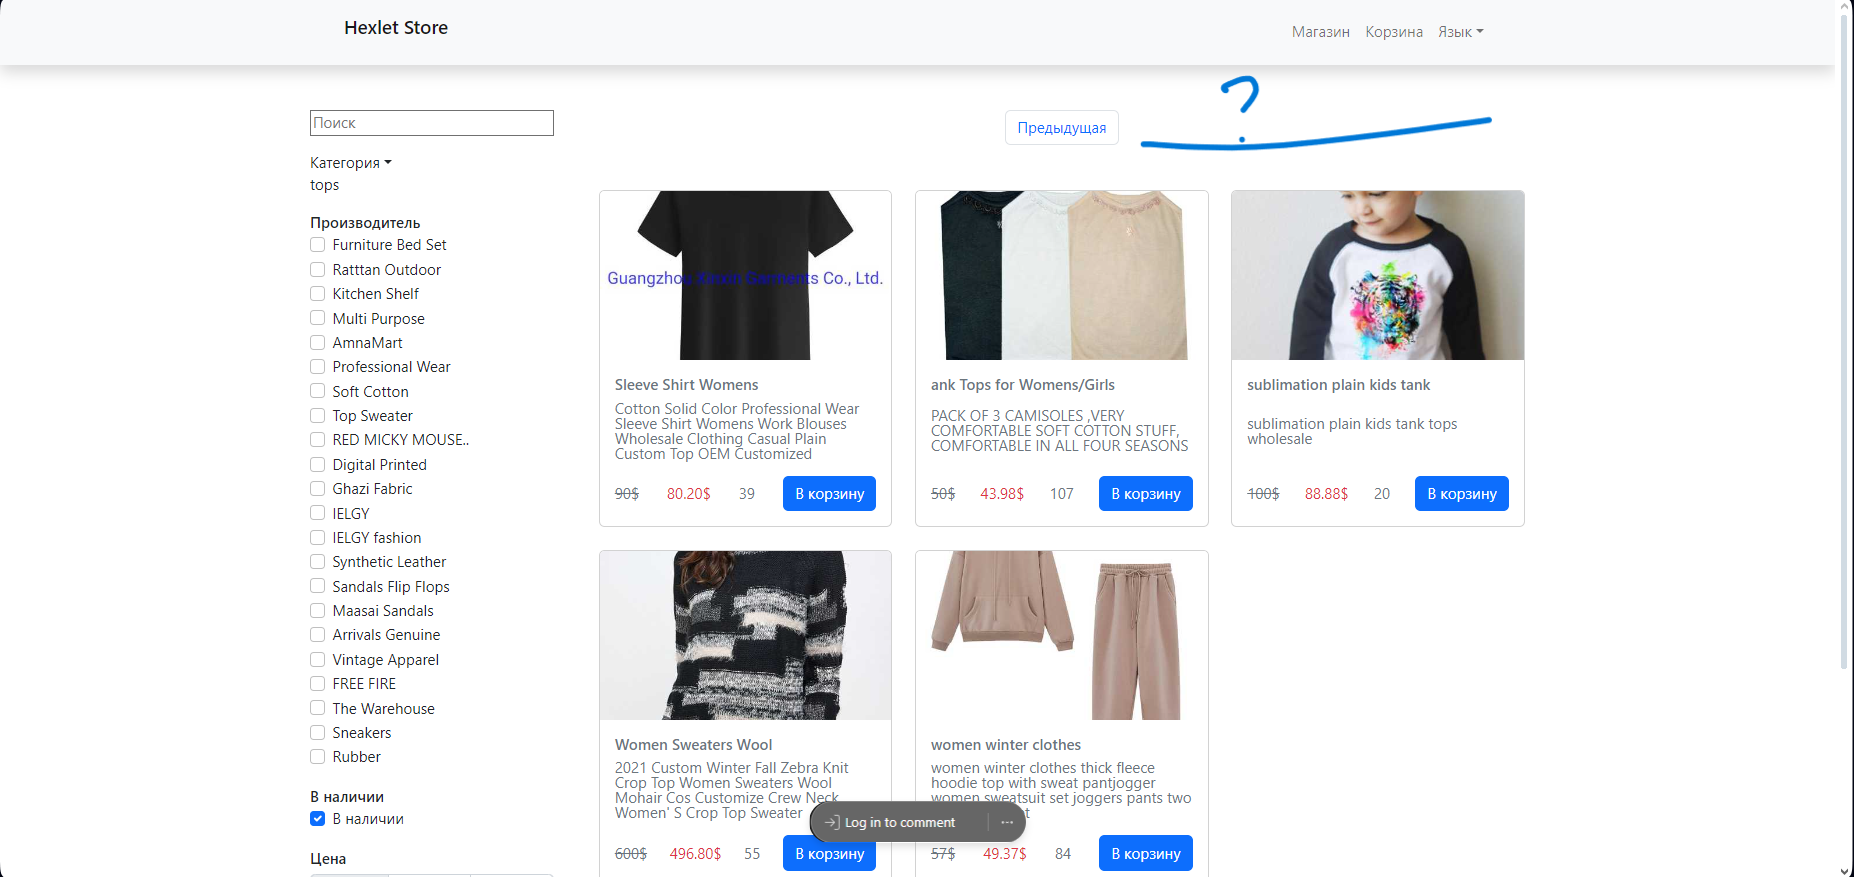 Hexlet Store
Магазин Корзина Язык
?
Поиск
Предыдущая
Категория
tops
Производитель
Furniture Bed Set
Ratttan Outdoor
Kitchen Shelf
Multi Purpose
AmnaMart
Professional Wear
Soft Cotton
Top Sweater
RED MICKY MOUSE..
Digital Printed
Ghazi Fabric
IELGY
IELGY fashion
Synthetic Leather
Sandals Flip Flops
Maasai Sandals
Arrivals Genuine
Vintage Apparel
FREE FIRE
The Warehouse
Sneakers
Rubber
В наличии
В наличии
Цена
Guangzhou Garments Co., Ltd.
Sleeve Shirt Womens
Cotton Solid Color Professional Wear
Sleeve Shirt Womens Work Blouses
Wholesale Clothing Casual Plain
Custom Top OEM Customized
90$ 80.20$ 39 В корзину
ank Tops for Womens/Girls
PACK OF 3 CAMISOLES ,VERY
COMFORTABLE SOFT COTTON STUFF,
COMFORTABLE IN ALL FOUR SEASONS
50$ 43.98$ 107 В корзину
sublimation plain kids tank
sublimation plain kids tank tops
wholesale
100$ 88.88$ 20 В корзину
Women Sweaters Wool
2021 Custom Winter Fall Zebra Knit
Crop Top Women Sweaters Wool
Mohair Cos Customize Crew Neck
Women' S Crop Top Sweater
600$ 496.80$ 55 В корзину
women winter clothes
women winter clothes thick fleece
hoodie top with sweat pantjogger
women sweatsuit set joggers pants two
57$ 49.37$ 84 В корзину
Log in to comment